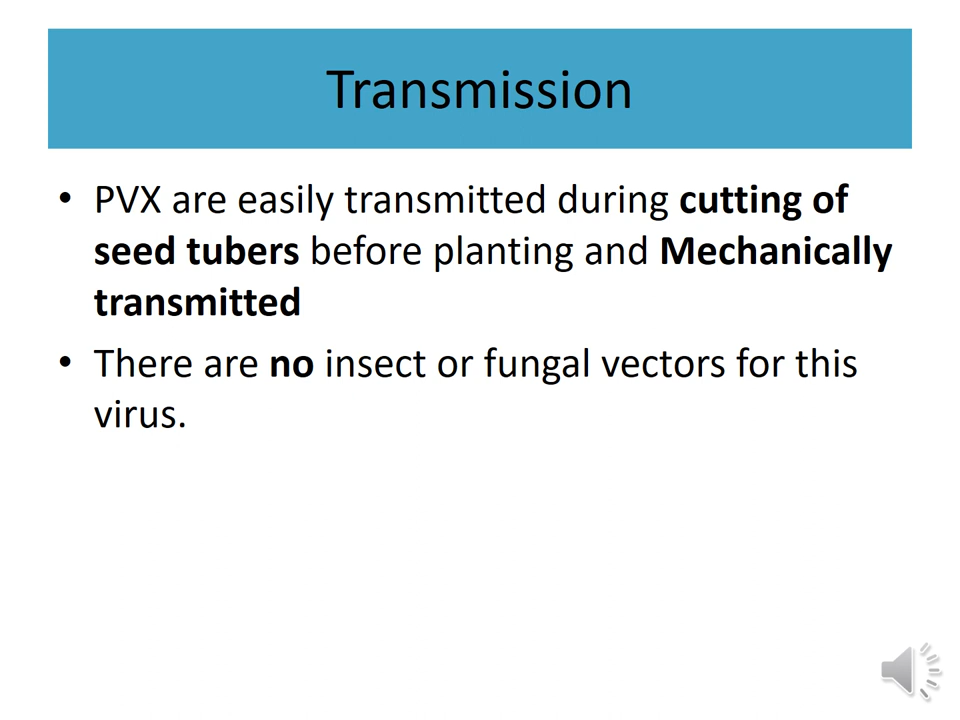 Transmission
• PVX are easily transmitted during cutting of
seed tubers before planting and Mechanically
transmitted
• There are no insect or fungal vectors for this
virus.